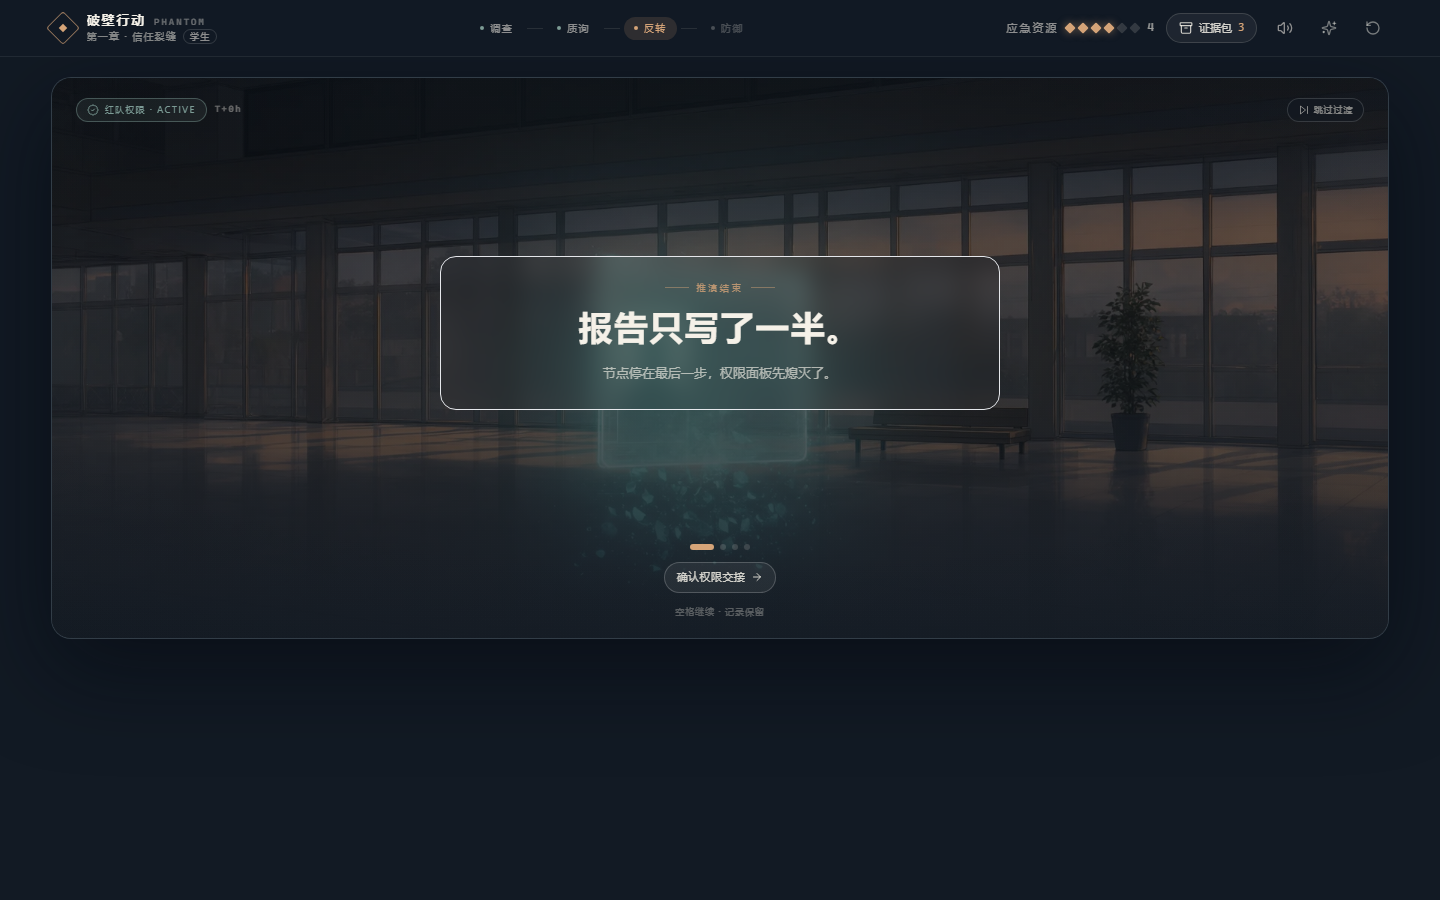 破壁行动 PHANTOM
第一章 · 信任裂缝 学生
调查
质询
反转
防御
应急资源 4
证据包 3
红队权限 · ACTIVE T+0h
跳过过渡
推演结束
报告只写了一半。
节点停在最后一步，权限面板先熄灭了。
确认权限交接
空格继续 · 记录保留